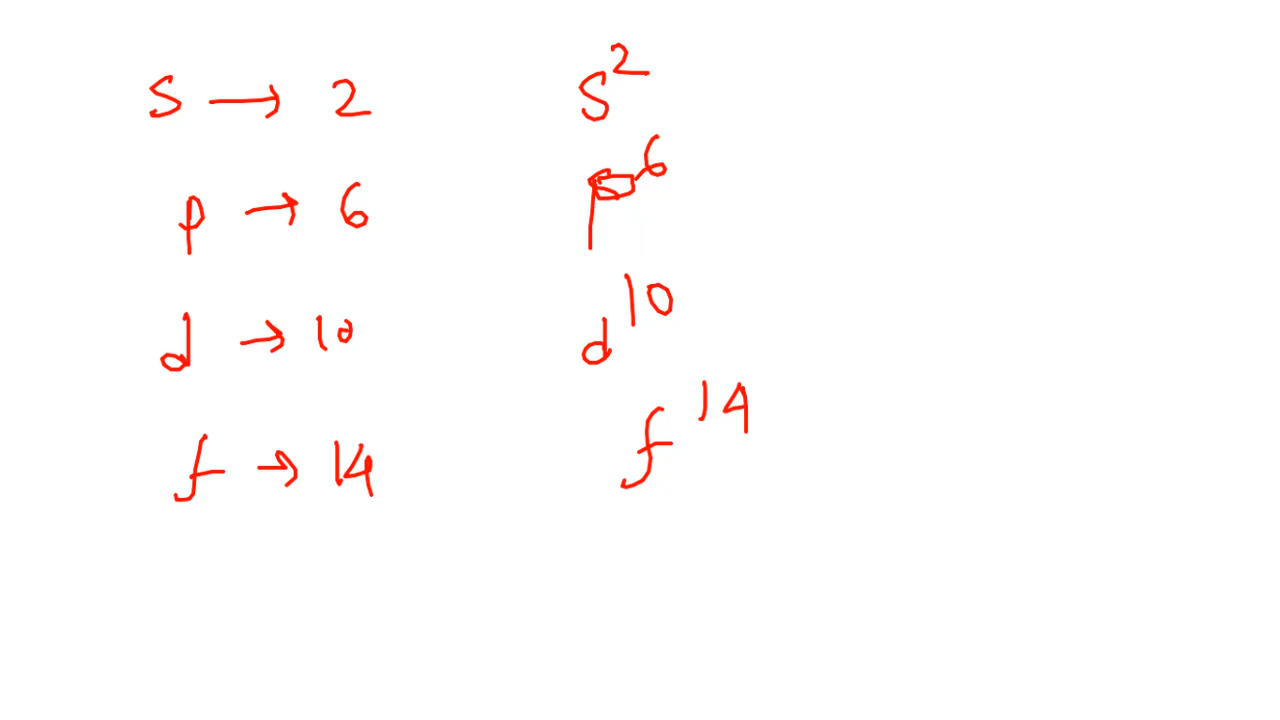 s → 2 s²
p → 6 p⁶
d → 10 d¹⁰
f → 14 f¹⁴